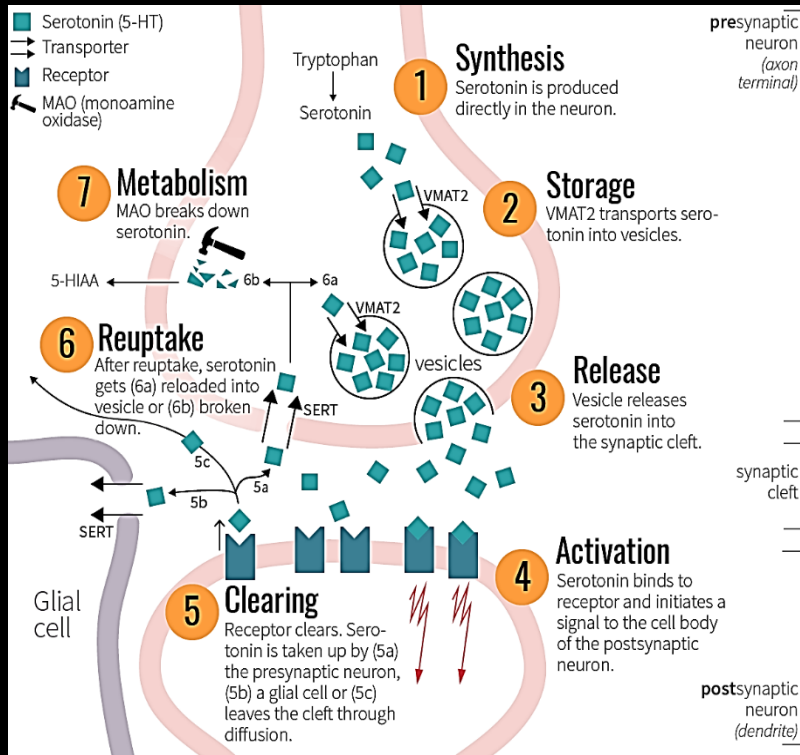 Serotonin (5-HT)
Transporter
Receptor
MAO (monoamine
oxidase)
presynaptic
neuron
(axon
terminal)
Tryptophan
Serotonin
1
Synthesis
Serotonin is produced
directly in the neuron.
VMAT2
2
Storage
VMAT2 transports sero-
tonin into vesicles.
7
Metabolism
MAO breaks down
serotonin.
5-HIAA
6b
6a
VMAT2
vesicles
6
Reuptake
After reuptake, serotonin
gets (6a) reloaded into
vesicle or (6b) broken
down.
SERT
3
Release
Vesicle releases
serotonin into
the synaptic cleft.
5c
5a
5b
SERT
synaptic
cleft
Glial
cell
4
Activation
Serotonin binds to
receptor and initiates a
signal to the cell body
of the postsynaptic
neuron.
5
Clearing
Receptor clears. Sero-
tonin is taken up by (5a)
the presynaptic neuron,
(5b) a glial cell or (5c)
leaves the cleft through
diffusion.
postsynaptic
neuron
(dendrite)